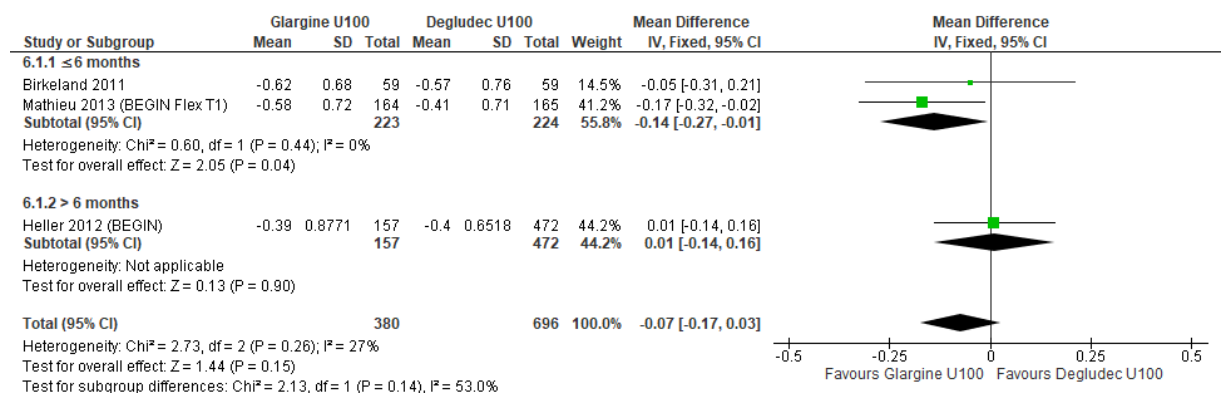 Glargine U100 Degludec U100 Mean Difference Mean Difference
Study or Subgroup Mean SD Total Mean SD Total Weight IV, Fixed, 95% CI IV, Fixed, 95% CI
6.1.1 ≤6 months
Birkeland 2011 -0.62 0.68 59 -0.57 0.76 59 14.5% -0.05 [-0.31, 0.21]
Mathieu 2013 (BEGIN Flex T1) -0.58 0.72 164 -0.41 0.71 165 41.2% -0.17 [-0.32, -0.02]
Subtotal (95% CI) 223 224 55.8% -0.14 [-0.27, -0.01]
Heterogeneity: Chi² = 0.60, df = 1 (P = 0.44); I² = 0%
Test for overall effect: Z = 2.05 (P = 0.04)
6.1.2 > 6 months
Heller 2012 (BEGIN) -0.39 0.8771 157 -0.4 0.6518 472 44.2% 0.01 [-0.14, 0.16]
Subtotal (95% CI) 157 472 44.2% 0.01 [-0.14, 0.16]
Heterogeneity: Not applicable
Test for overall effect: Z = 0.13 (P = 0.90)
Total (95% CI) 380 696 100.0% -0.07 [-0.17, 0.03]
Heterogeneity: Chi² = 2.73, df = 2 (P = 0.26); I² = 27%
Test for overall effect: Z = 1.44 (P = 0.15)
Test for subgroup differences: Chi² = 2.13, df = 1 (P = 0.14), I² = 53.0%
-0.5 -0.25 0 0.25 0.5
Favours Glargine U100 Favours Degludec U100